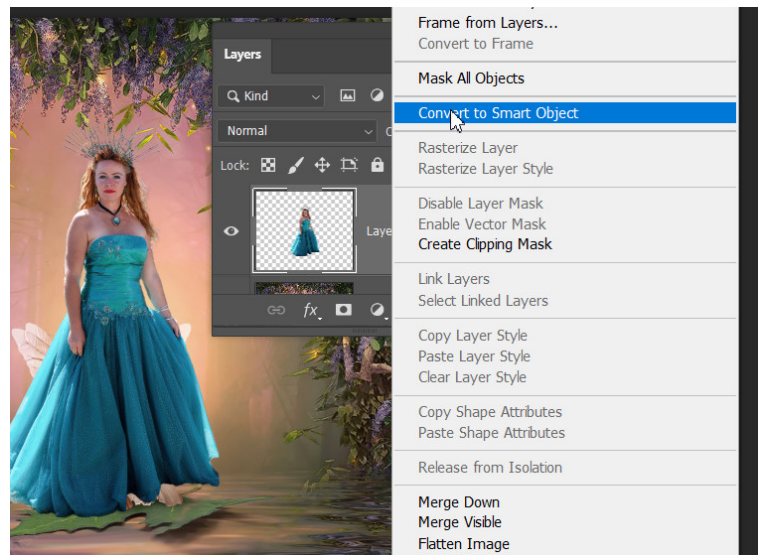 Layers
Kind
Normal
Lock:
fx
Frame from Layers...
Convert to Frame
Mask All Objects
Convert to Smart Object
Rasterize Layer
Rasterize Layer Style
Disable Layer Mask
Enable Vector Mask
Create Clipping Mask
Link Layers
Select Linked Layers
Copy Layer Style
Paste Layer Style
Clear Layer Style
Copy Shape Attributes
Paste Shape Attributes
Release from Isolation
Merge Down
Merge Visible
Flatten Image